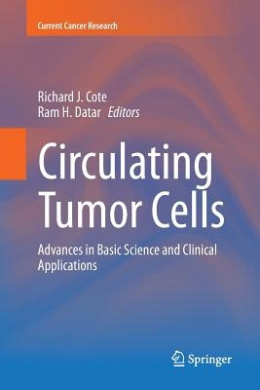 Current Cancer Research
Richard J. Cote
Ram H. Datar Editors
Circulating
Tumor Cells
Advances in Basic Science and Clinical
Applications
Springer